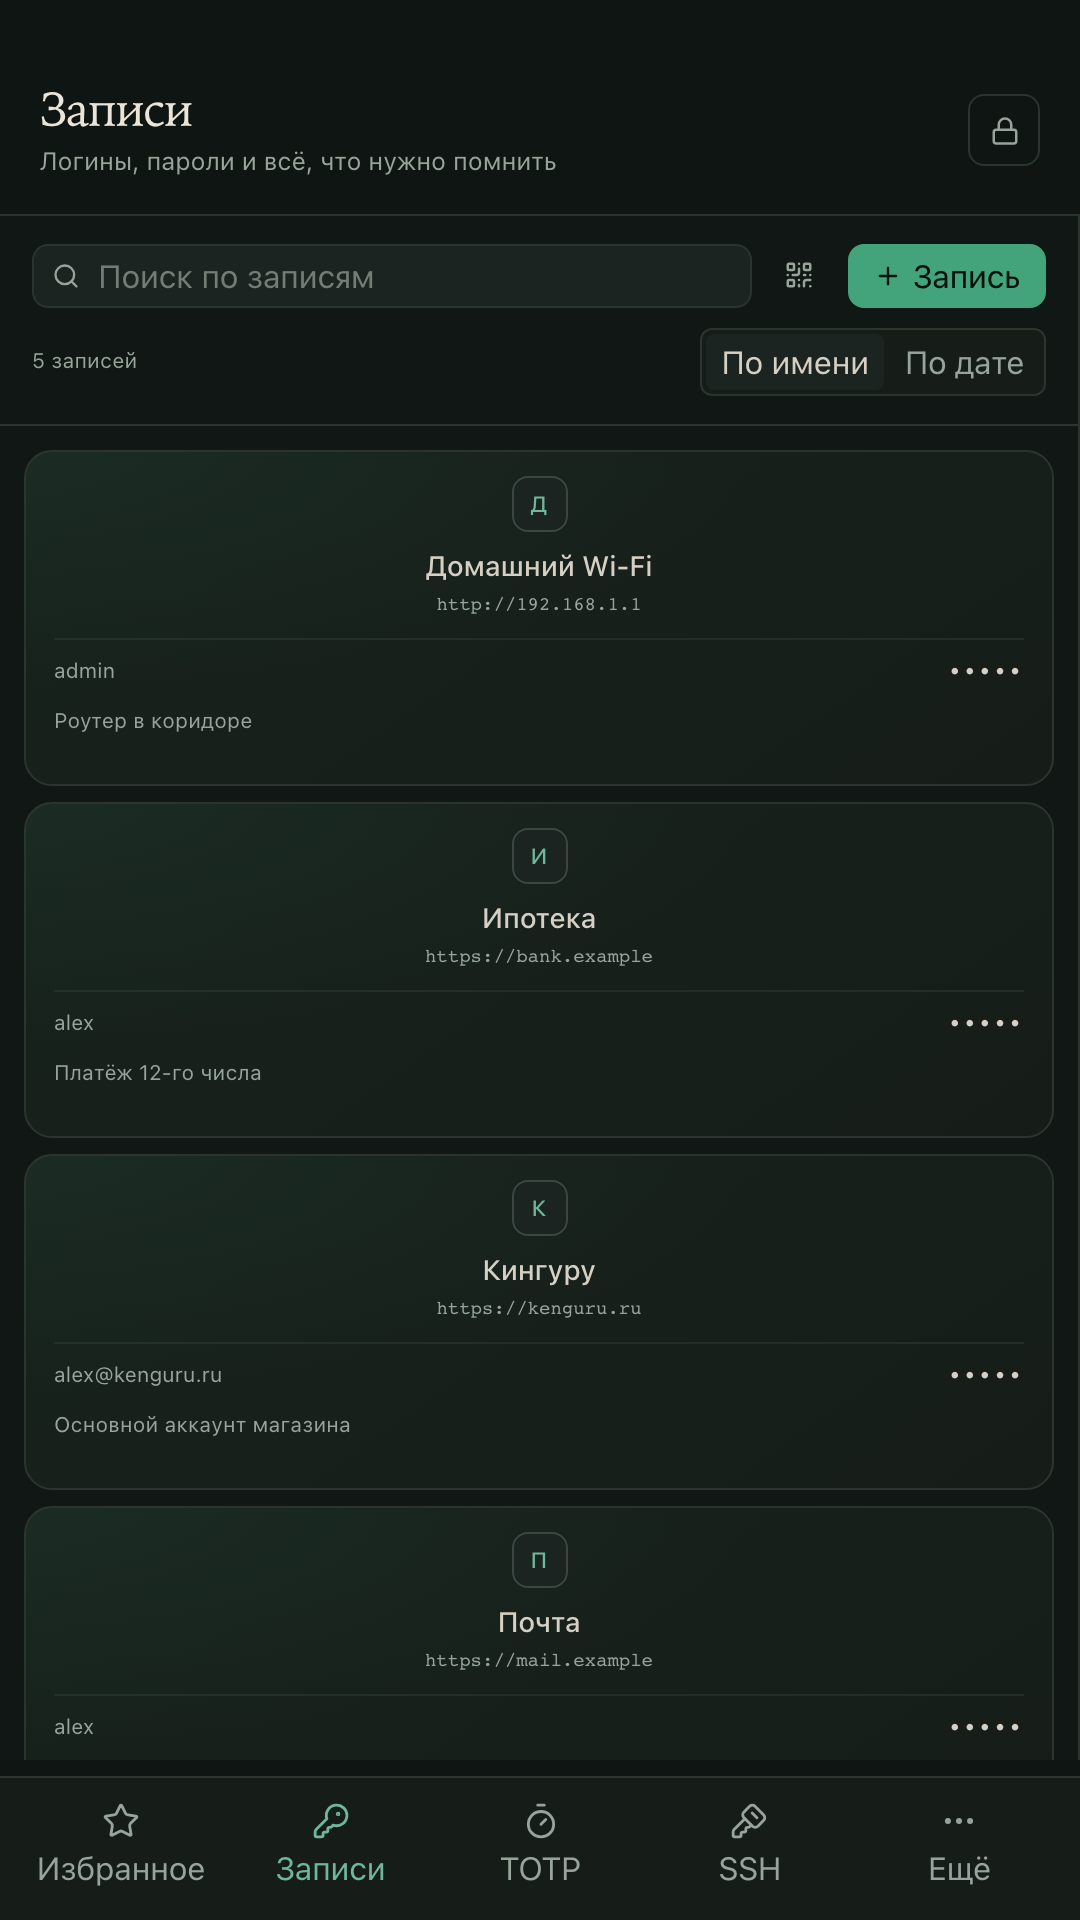 Записи
Логины, пароли и всё, что нужно помнить
Поиск по записям
+ Запись
5 записей
По имени По дате
Д
Домашний Wi-Fi
http://192.168.1.1
admin •••••
Роутер в коридоре
И
Ипотека
https://bank.example
alex •••••
Платёж 12-го числа
К
Кингуру
https://kenguru.ru
alex@kenguru.ru •••••
Основной аккаунт магазина
П
Почта
https://mail.example
alex •••••
Избранное Записи TOTP SSH Ещё